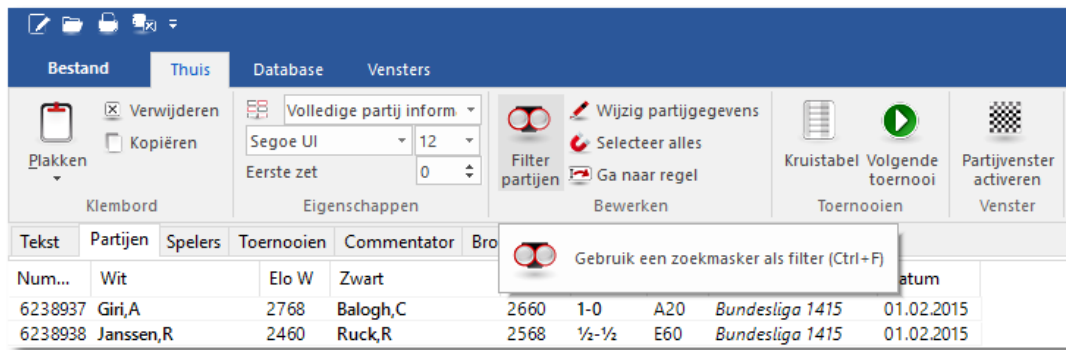 Bestand Thuis Database Vensters
Plakken
Verwijderen
Kopiëren
Klembord
Volledige partij inform
Segoe UI 12
Eerste zet 0
Eigenschappen
Filter
partijen
Wijzig partijgegevens
Selecteer alles
Ga naar regel
Bewerken
Kruistabel
Volgende
toernooi
Toernooien
Partijvenster
activeren
Venster
Tekst Partijen Spelers Toernooien Commentator Bro
Gebruik een zoekmasker als filter (Ctrl+F)
Num... Wit Elo W Zwart atum
6238937 Giri,A 2768 Balogh,C 2660 1-0 A20 Bundesliga 1415 01.02.2015
6238938 Janssen,R 2460 Ruck,R 2568 ½-½ E60 Bundesliga 1415 01.02.2015